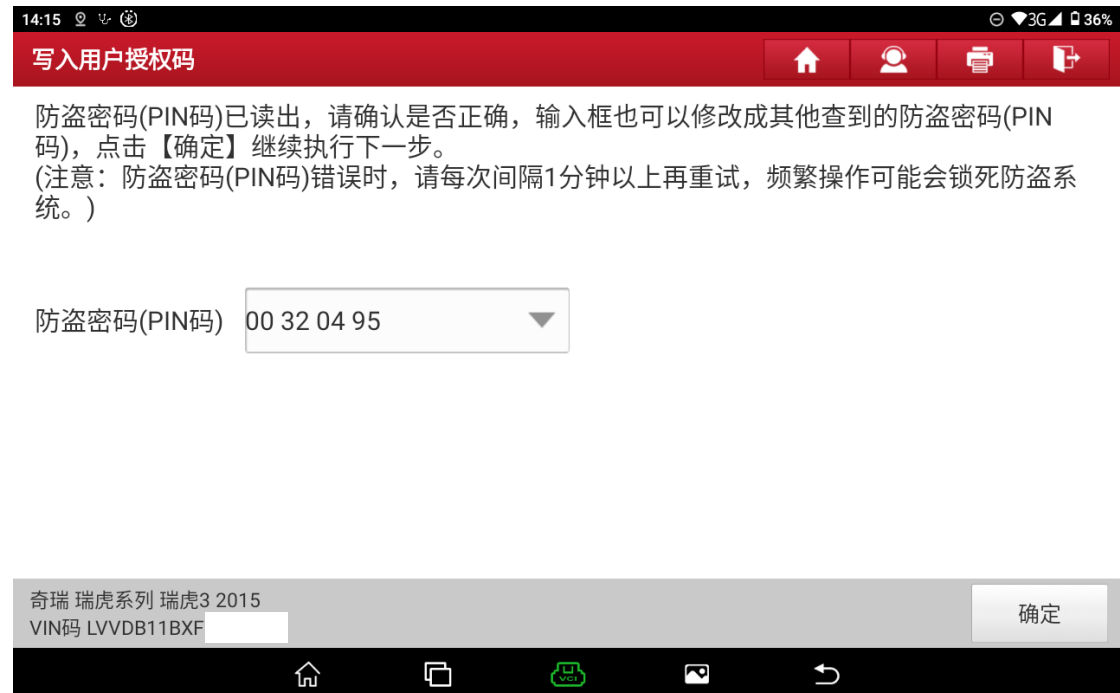 14:15
3G
36%
写入用户授权码
防盗密码(PIN码)已读出，请确认是否正确，输入框也可以修改成其他查到的防盗密码(PIN
码)，点击【确定】继续执行下一步。
(注意：防盗密码(PIN码)错误时，请每次间隔1分钟以上再重试，频繁操作可能会锁死防盗系
统。)
防盗密码(PIN码)
00 32 04 95
奇瑞 瑞虎系列 瑞虎3 2015
VIN码 LVVDB11BXF
确定
VCI